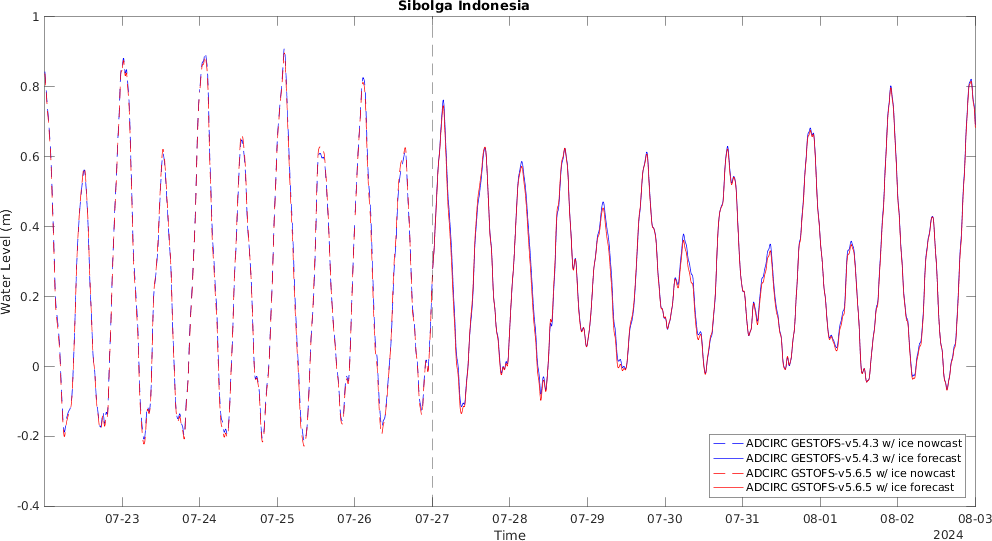 Sibolga Indonesia
1
0.8
0.6
0.4
0.2
0
-0.2
-0.4
Water Level (m)
ADCIRC GESTOFS-v5.4.3 w/ ice nowcast
ADCIRC GESTOFS-v5.4.3 w/ ice forecast
ADCIRC GSTOFS-v5.6.5 w/ ice nowcast
ADCIRC GSTOFS-v5.6.5 w/ ice forecast
07-23 07-24 07-25 07-26 07-27 07-28 07-29 07-30 07-31 08-01 08-02 08-03
Time
2024